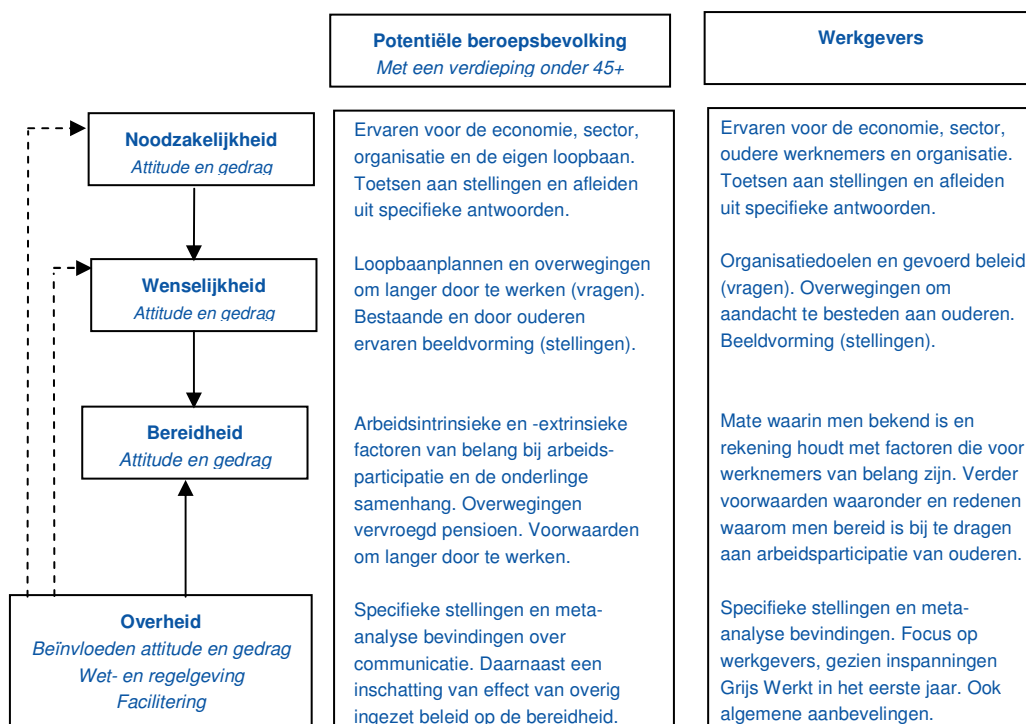 Potentiële beroepsbevolking
Met een verdieping onder 45+
Werkgevers
Noodzakelijkheid
Attitude en gedrag
Ervaren voor de economie, sector,
organisatie en de eigen loopbaan.
Toetsen aan stellingen en afleiden
uit specifieke antwoorden.
Ervaren voor de economie, sector,
oudere werknemers en organisatie.
Toetsen aan stellingen en afleiden
uit specifieke antwoorden.
Wenselijkheid
Attitude en gedrag
Loopbaanplannen en overwegingen
om langer door te werken (vragen).
Bestaande en door ouderen
ervaren beeldvorming (stellingen).
Organisatiedoelen en gevoerd beleid
(vragen). Overwegingen om
aandacht te besteden aan ouderen.
Beeldvorming (stellingen).
Bereidheid
Attitude en gedrag
Arbeidsintrinsieke en -extrinsieke
factoren van belang bij arbeids-
participatie en de onderlinge
samenhang. Overwegingen
vervroegd pensioen. Voorwaarden
om langer door te werken.
Mate waarin men bekend is en
rekening houdt met factoren die voor
werknemers van belang zijn. Verder
voorwaarden waaronder en redenen
waarom men bereid is bij te dragen
aan arbeidsparticipatie van ouderen.
Overheid
Beïnvloeden attitude en gedrag
Wet- en regelgeving
Facilitering
Specifieke stellingen en meta-
analyse bevindingen over
communicatie. Daarnaast een
inschatting van effect van overig
ingezet beleid op de bereidheid.
Specifieke stellingen en meta-
analyse bevindingen. Focus op
werkgevers, gezien inspanningen
Grijs Werkt in het eerste jaar. Ook
algemene aanbevelingen.